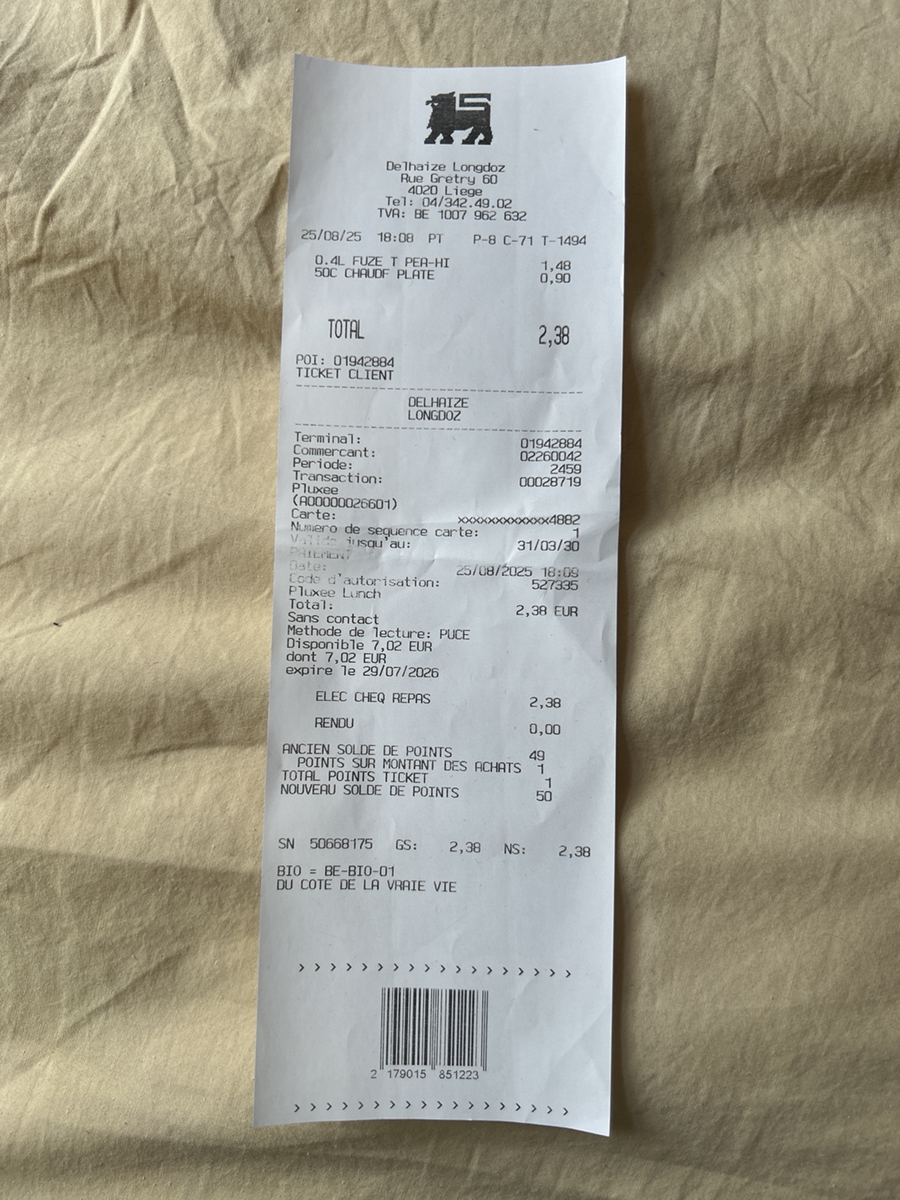 Delhaize Longdoz
Rue Gretry 60
4020 Liege
Tel: 04/342.49.02
TVA: BE 1007 962 632
25/08/25 18:08 PT P-8 C-71 T-1494
0.4L FUZE T PEA-HI 1,48
50C CHAUDF PLATE 0,90
TOTAL 2,38
POI: 01942884
TICKET CLIENT
DELHAIZE
LONGDOZ
Terminal: 01942884
Commercant: 02260042
Periode: 2459
Transaction: 00028719
Pluxee
(A00000026601)
Carte: xxxxxxxxxxxx4882
Numero de sequence carte: 1
Valide jusqu'au: 31/03/30
PAIEMENT
Date: 25/08/2025 18:09
Code d'autorisation: 527335
Pluxee Lunch
Total: 2,38 EUR
Sans contact
Methode de lecture: PUCE
Disponible 7,02 EUR
dont 7,02 EUR
expire le 29/07/2026
ELEC CHEQ REPAS 2,38
RENDU 0,00
ANCIEN SOLDE DE POINTS 49
POINTS SUR MONTANT DES ACHATS 1
TOTAL POINTS TICKET 1
NOUVEAU SOLDE DE POINTS 50
SN 50668175 GS: 2,38 NS: 2,38
BIO = BE-BIO-01
DU COTE DE LA VRAIE VIE
› › › › › › › › › › › › › › › › › ›
2 179015 851223
› › › › › › › › › › › › › › › › › ›